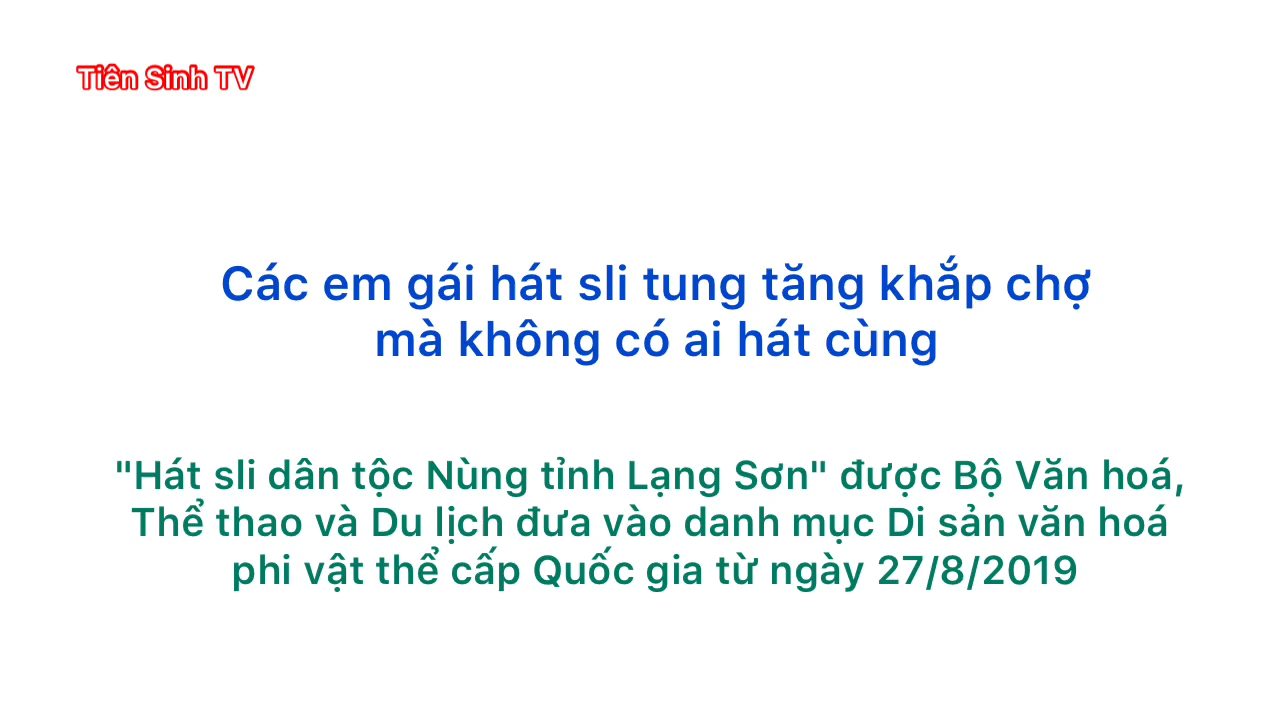 Tiên Sinh TV
Các em gái hát sli tung tăng khắp chợ
mà không có ai hát cùng
"Hát sli dân tộc Nùng tỉnh Lạng Sơn" được Bộ Văn hoá,
Thể thao và Du lịch đưa vào danh mục Di sản văn hoá
phi vật thể cấp Quốc gia từ ngày 27/8/2019